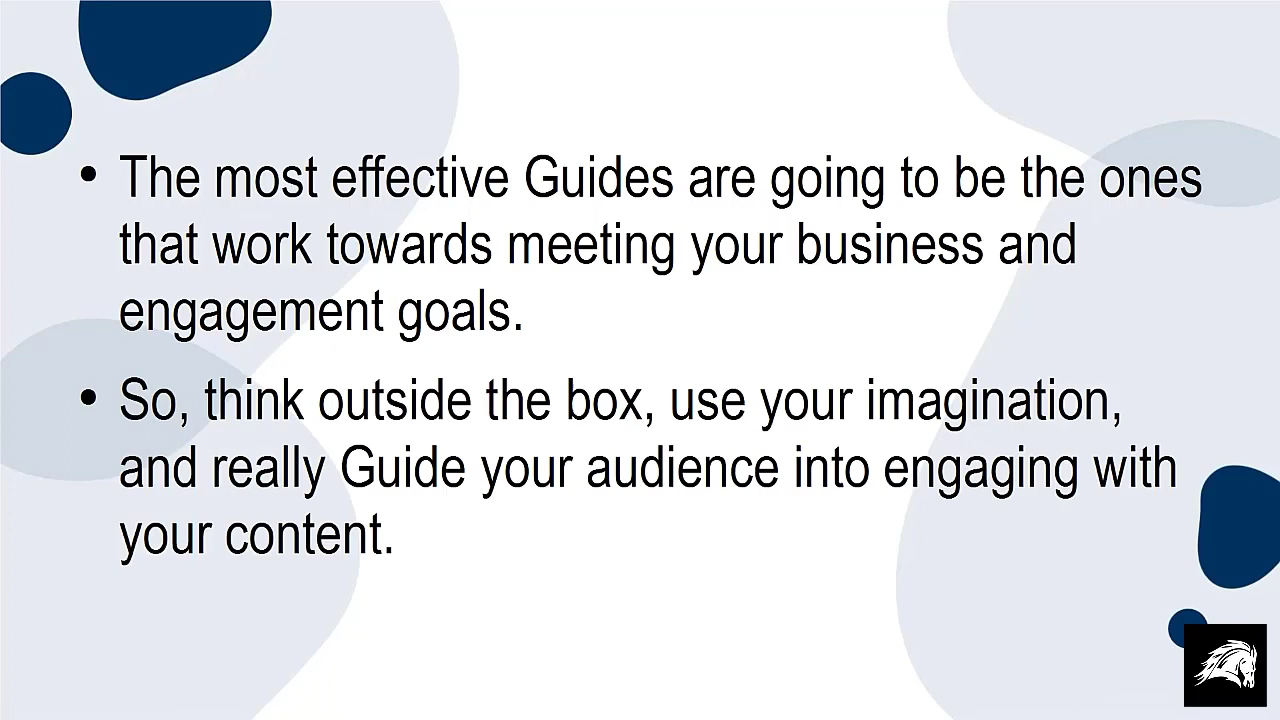 • The most effective Guides are going to be the ones
that work towards meeting your business and
engagement goals.
• So, think outside the box, use your imagination,
and really Guide your audience into engaging with
your content.